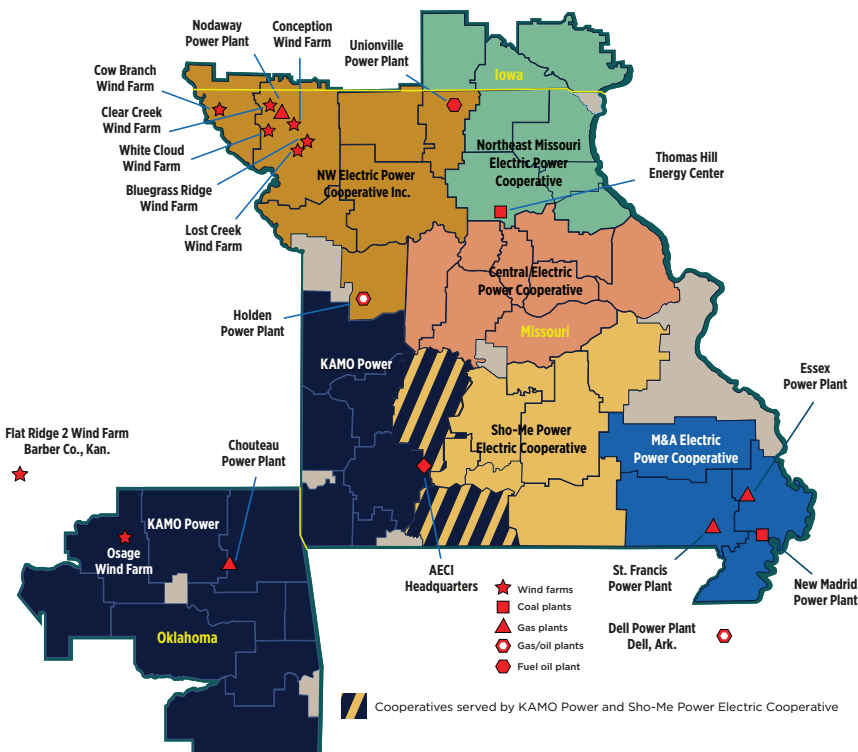 Nodaway
Power Plant
Conception
Wind Farm
Unionville
Power Plant
Cow Branch
Wind Farm
Iowa
Clear Creek
Wind Farm
White Cloud
Wind Farm
Northeast Missouri
Electric Power
Cooperative
Thomas Hill
Energy Center
NW Electric Power
Cooperative Inc.
Bluegrass Ridge
Wind Farm
Lost Creek
Wind Farm
Central Electric
Power Cooperative
Holden
Power Plant
Missouri
KAMO Power
Essex
Power Plant
Flat Ridge 2 Wind Farm
Barber Co., Kan.
Chouteau
Power Plant
Sho-Me Power
Electric Cooperative
M&A Electric
Power Cooperative
KAMO Power
Osage
Wind Farm
AECI
Headquarters
St. Francis
Power Plant
New Madrid
Power Plant
Wind farms
Coal plants
Gas plants
Gas/oil plants
Fuel oil plant
Oklahoma
Dell Power Plant
Dell, Ark.
Cooperatives served by KAMO Power and Sho-Me Power Electric Cooperative